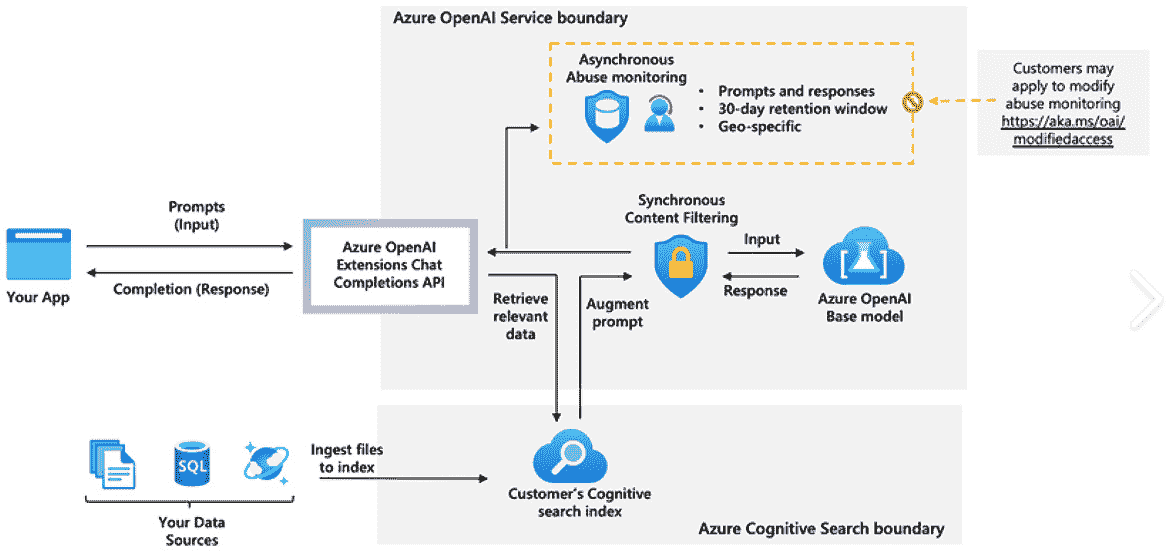 Azure OpenAI Service boundary
Asynchronous
Abuse monitoring
• Prompts and responses
• 30-day retention window
• Geo-specific
Customers may
apply to modify
abuse monitoring
https://aka.ms/oai/
modifiedaccess
Prompts
(Input)
Synchronous
Content Filtering
Azure OpenAI
Extensions Chat
Completions API
Input
Response
Your App
Completion (Response)
Retrieve
relevant
data
Augment
prompt
Azure OpenAI
Base model
SQL
Ingest files
to index
Your Data
Sources
Customer's Cognitive
search index
Azure Cognitive Search boundary